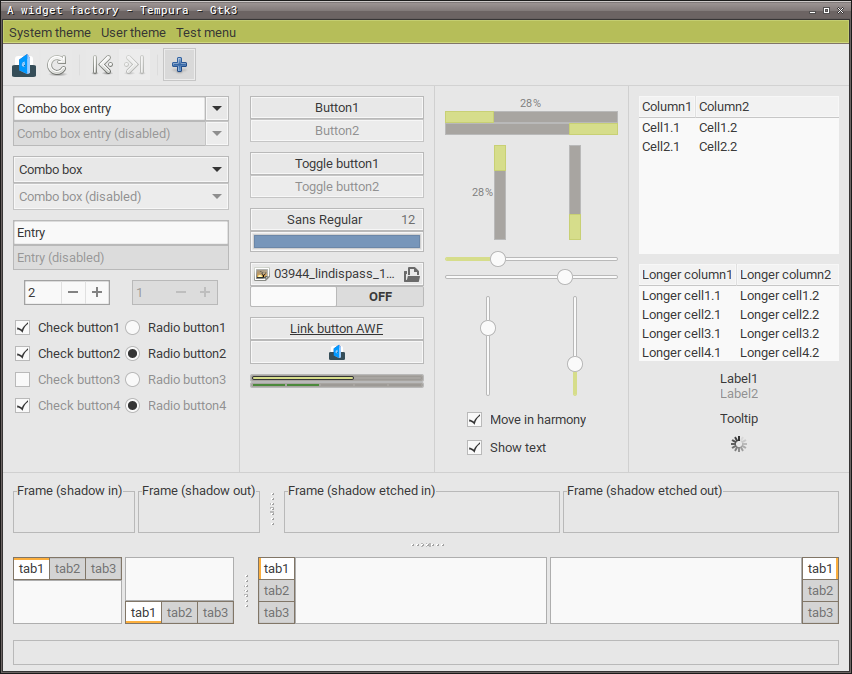 A widget factory - Tempura - Gtk3
System theme User theme Test menu
Combo box entry
Combo box entry (disabled)
Combo box
Combo box (disabled)
Entry
Entry (disabled)
2
1
Check button1 Radio button1
Check button2 Radio button2
Check button3 Radio button3
Check button4 Radio button4
Button1
Button2
Toggle button1
Toggle button2
Sans Regular 12
03944_lindispass_1...
OFF
Link button AWF
28%
28%
Move in harmony
Show text
Column1 Column2
Cell1.1 Cell1.2
Cell2.1 Cell2.2
Longer column1 Longer column2
Longer cell1.1 Longer cell1.2
Longer cell2.1 Longer cell2.2
Longer cell3.1 Longer cell3.2
Longer cell4.1 Longer cell4.2
Label1
Label2
Tooltip
Frame (shadow in) Frame (shadow out) Frame (shadow etched in) Frame (shadow etched out)
tab1 tab2 tab3
tab1 tab2 tab3
tab1
tab2
tab3
tab1
tab2
tab3